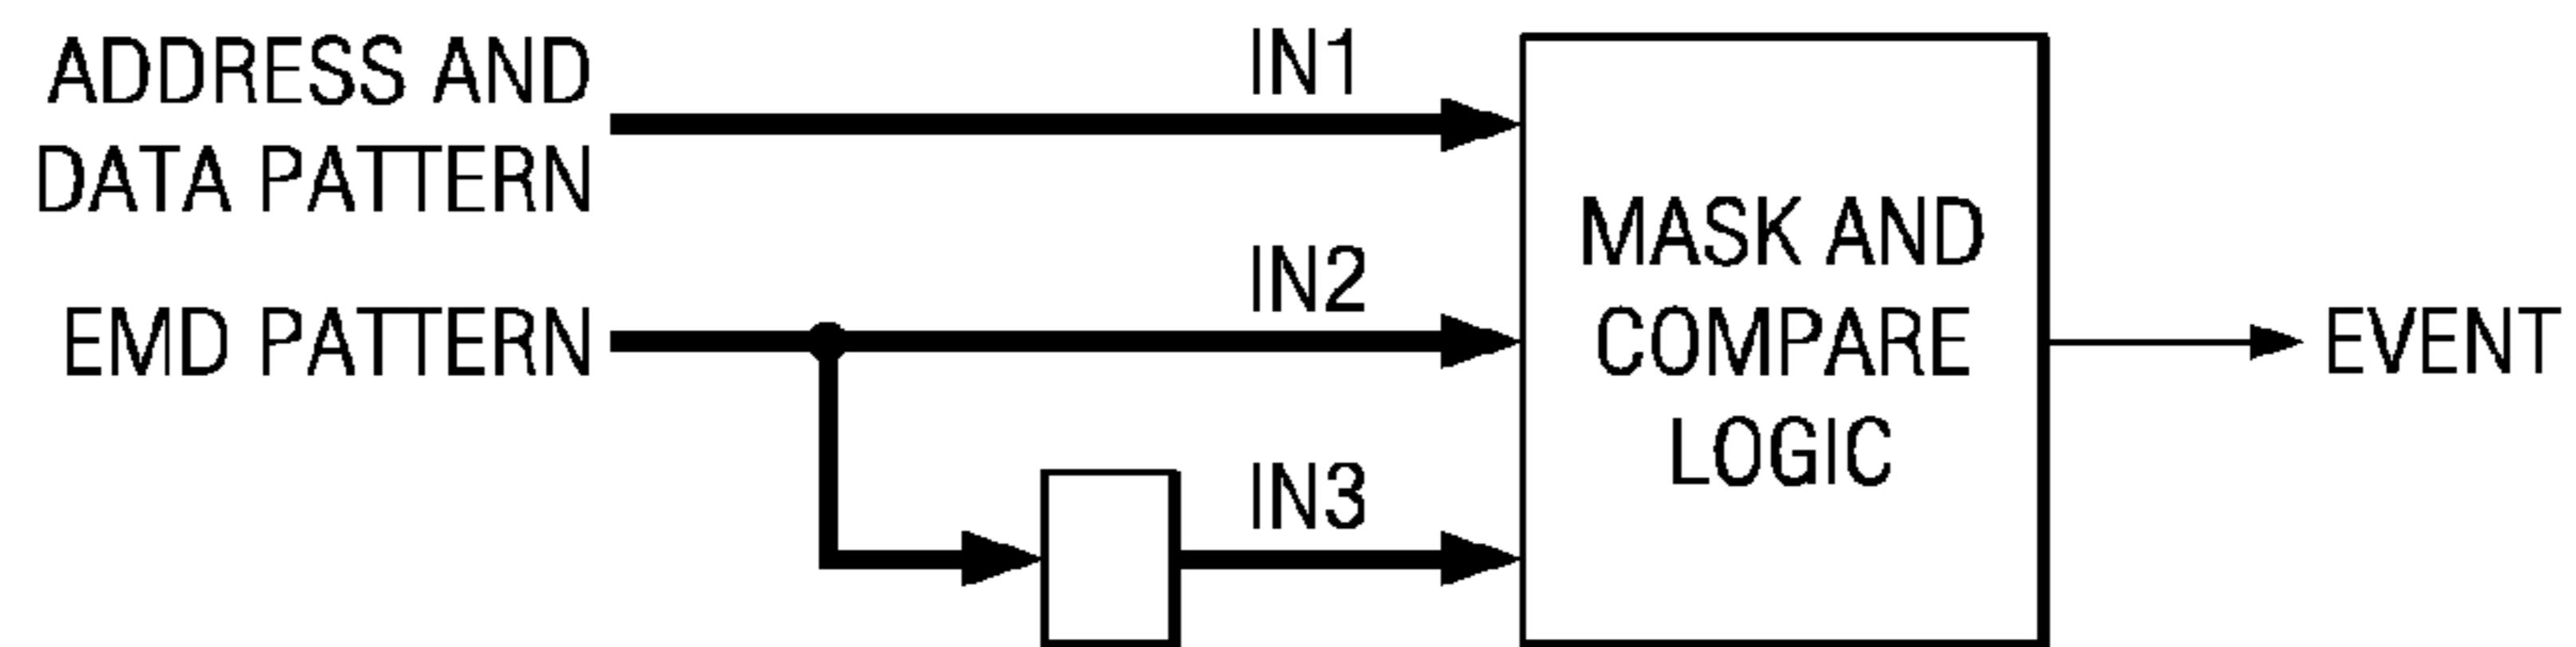 ADDRESS AND
DATA PATTERN
IN1
EMD PATTERN
IN2
IN3
MASK AND
COMPARE
LOGIC
EVENT